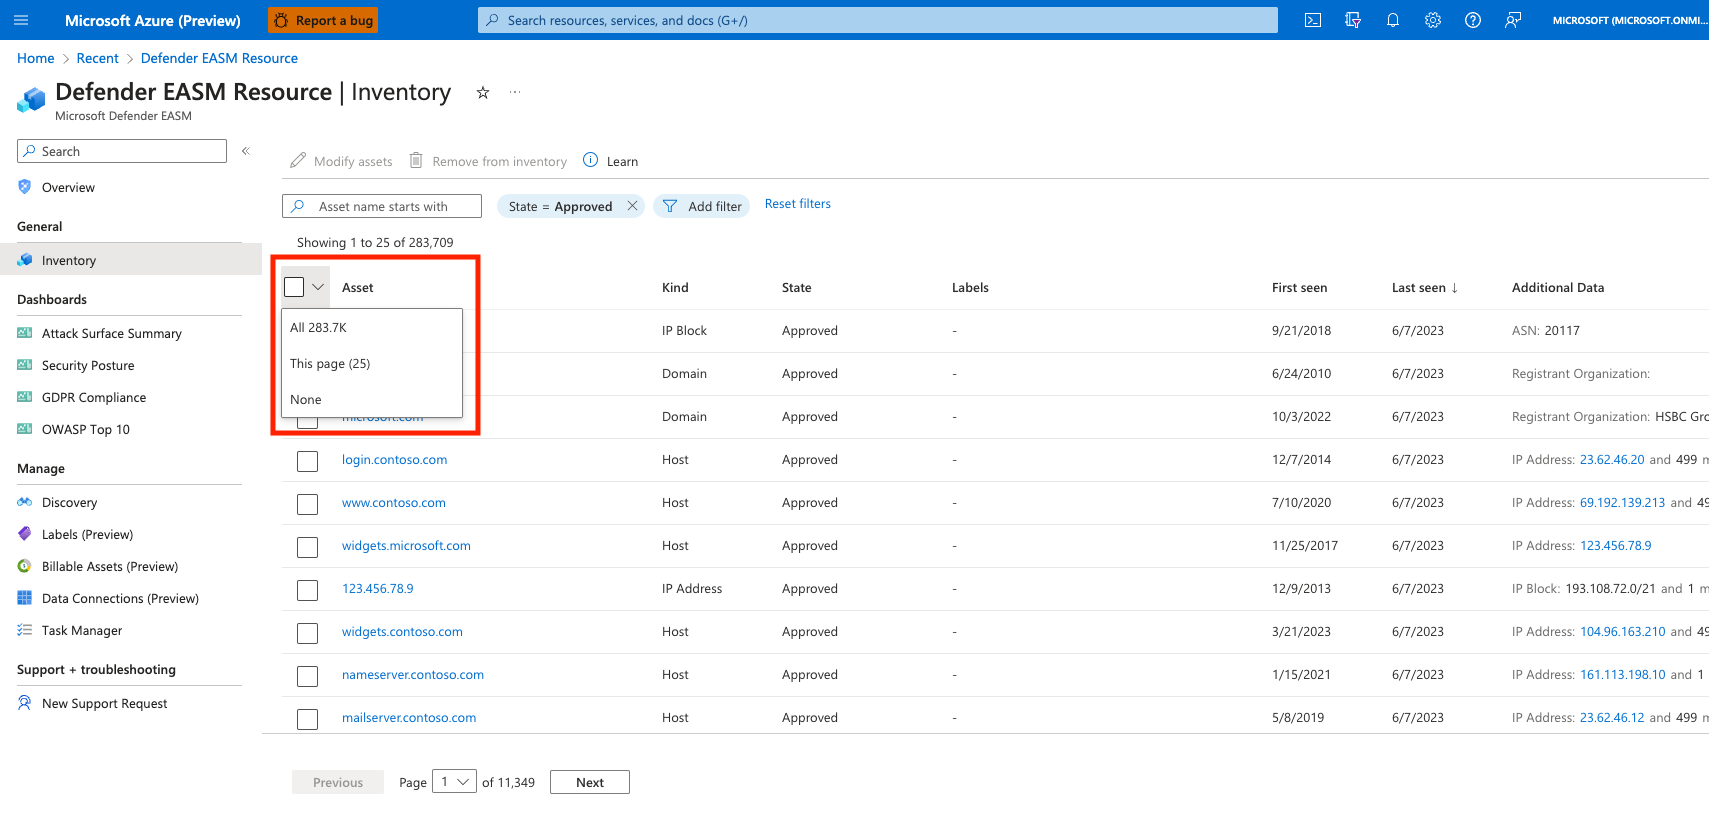 Microsoft Azure (Preview)
Report a bug
Search resources, services, and docs (G+/)
MICROSOFT (MICROSOFT.ONMI...
Home > Recent > Defender EASM Resource
Defender EASM Resource | Inventory
...
Microsoft Defender EASM
Search
«
Overview
General
Inventory
Dashboards
Attack Surface Summary
Security Posture
GDPR Compliance
OWASP Top 10
Manage
Discovery
Labels (Preview)
Billable Assets (Preview)
Data Connections (Preview)
Task Manager
Support + troubleshooting
New Support Request
Modify assets
Remove from inventory
Learn
Asset name starts with
State = Approved
Add filter
Reset filters
Showing 1 to 25 of 283,709
Asset Kind State Labels First seen Last seen ↓ Additional Data
All 283.7K
This page (25)
None
IP Block Approved - 9/21/2018 6/7/2023 ASN: 20117
Domain Approved - 6/24/2010 6/7/2023 Registrant Organization:
microsoft.com Domain Approved - 10/3/2022 6/7/2023 Registrant Organization: HSBC Gro
login.contoso.com Host Approved - 12/7/2014 6/7/2023 IP Address: 23.62.46.20 and 499 m
www.contoso.com Host Approved - 7/10/2020 6/7/2023 IP Address: 69.192.139.213 and 49
widgets.microsoft.com Host Approved - 11/25/2017 6/7/2023 IP Address: 123.456.78.9
123.456.78.9 IP Address Approved - 12/9/2013 6/7/2023 IP Block: 193.108.72.0/21 and 1 m
widgets.contoso.com Host Approved - 3/21/2023 6/7/2023 IP Address: 104.96.163.210 and 49
nameserver.contoso.com Host Approved - 1/15/2021 6/7/2023 IP Address: 161.113.198.10 and 1
mailserver.contoso.com Host Approved - 5/8/2019 6/7/2023 IP Address: 23.62.46.12 and 499 m
Previous
Page 1 of 11,349
Next